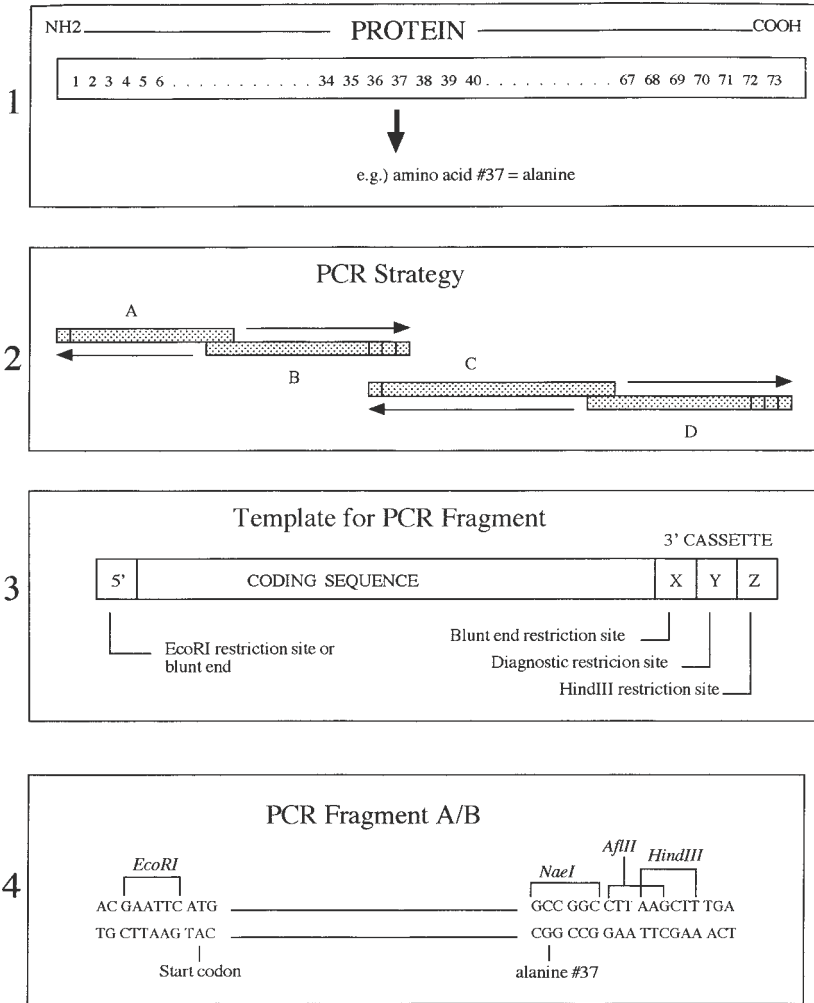 NH2 PROTEIN COOH
1 2 3 4 5 6 . . . . . . . . . . . . . 34 35 36 37 38 39 40 . . . . . . . . . . . 67 68 69 70 71 72 73
1
e.g.) amino acid #37 = alanine
PCR Strategy
A
2
B
C
D
Template for PCR Fragment
3' CASSETTE
3
5' CODING SEQUENCE X Y Z
EcoRI restriction site or
blunt end
Blunt end restriction site
Diagnostic restricion site
HindIII restriction site
PCR Fragment A/B
4
EcoRI NaeI AflII HindIII
ACGAATTC ATG GCC GGC CTT AAGCTT TGA
TG CTTAAG TAC CGG CCG GAA TTCGAA ACT
Start codon alanine #37